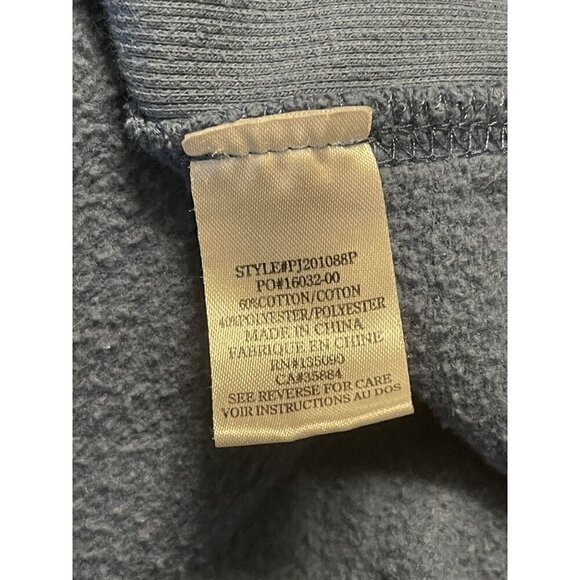 STYLE#PJ201088P
PO#16032-00
60%COTTON/COTON
40%POLYESTER/POLYESTER
MADE IN CHINA
FABRIQUE EN CHINE
RN#135090
CA#35884
SEE REVERSE FOR CARE
VOIR INSTRUCTIONS AU DOS